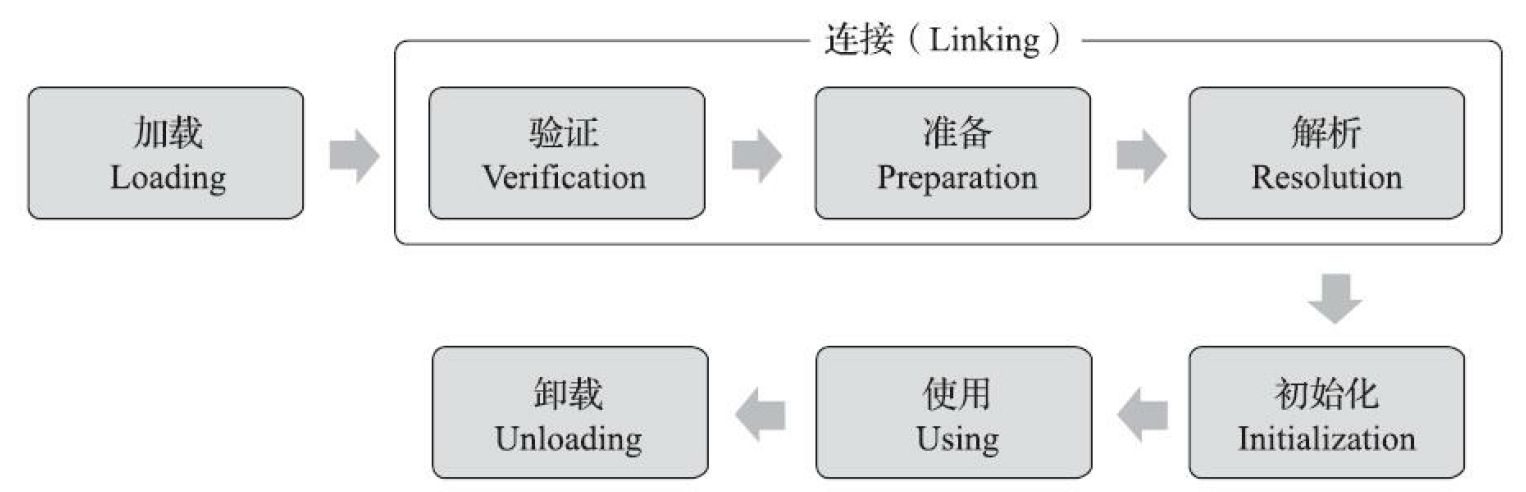 连接（Linking）
加载
Loading
验证
Verification
准备
Preparation
解析
Resolution
初始化
Initialization
使用
Using
卸载
Unloading